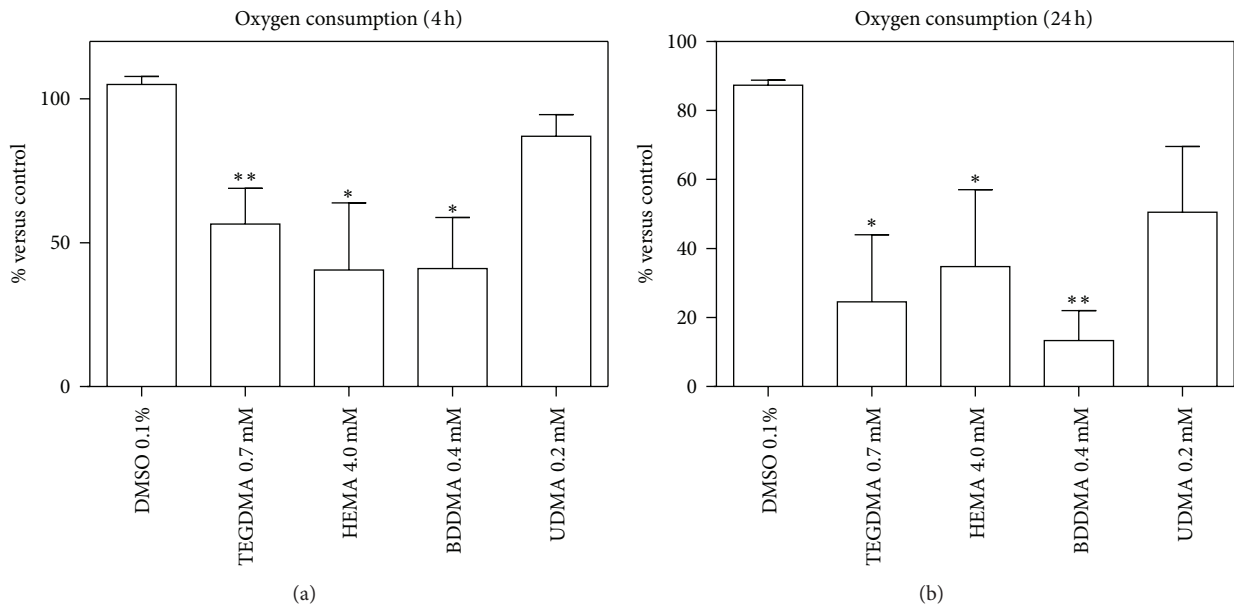 Oxygen consumption (4 h)
% versus control
100
50
0
**
*
*
DMSO 0.1%
TEGDMA 0.7 mM
HEMA 4.0 mM
BDDMA 0.4 mM
UDMA 0.2 mM
(a)
Oxygen consumption (24 h)
% versus control
100
80
60
40
20
0
*
*
**
DMSO 0.1%
TEGDMA 0.7 mM
HEMA 4.0 mM
BDDMA 0.4 mM
UDMA 0.2 mM
(b)